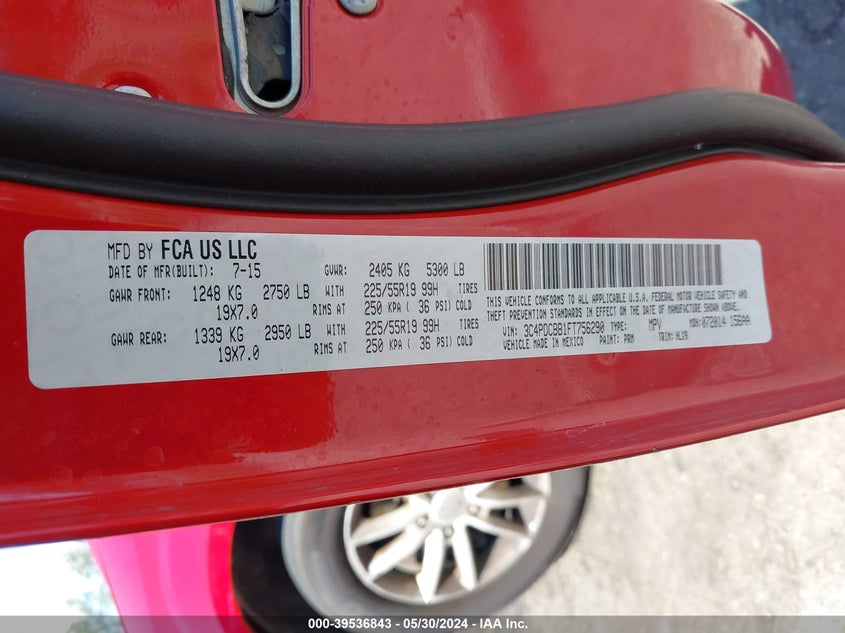 MFD BY FCA US LLC
DATE OF MFR(BUILT): 7-15 GVWR: 2405 KG 5300 LB
GAWR FRONT: 1248 KG 2750 LB WITH 225/55R19 99H TIRES
19X7.0 RIMS AT 250 KPA ( 36 PSI) COLD
GAWR REAR: 1339 KG 2950 LB WITH 225/55R19 99H TIRES
19X7.0 RIMS AT 250 KPA ( 36 PSI) COLD
THIS VEHICLE CONFORMS TO ALL APPLICABLE U.S.A. FEDERAL MOTOR VEHICLE SAFETY AND
THEFT PREVENTION STANDARDS IN EFFECT ON THE DATE OF MANUFACTURE SHOWN ABOVE.
VIN: 3C4PDCBB1FT756290 TYPE: MPV MDH: 072014 156AA
VEHICLE MADE IN MEXICO PAINT: PRM TRIM: HLX9
000-39536843 - 05/30/2024 - IAA Inc.